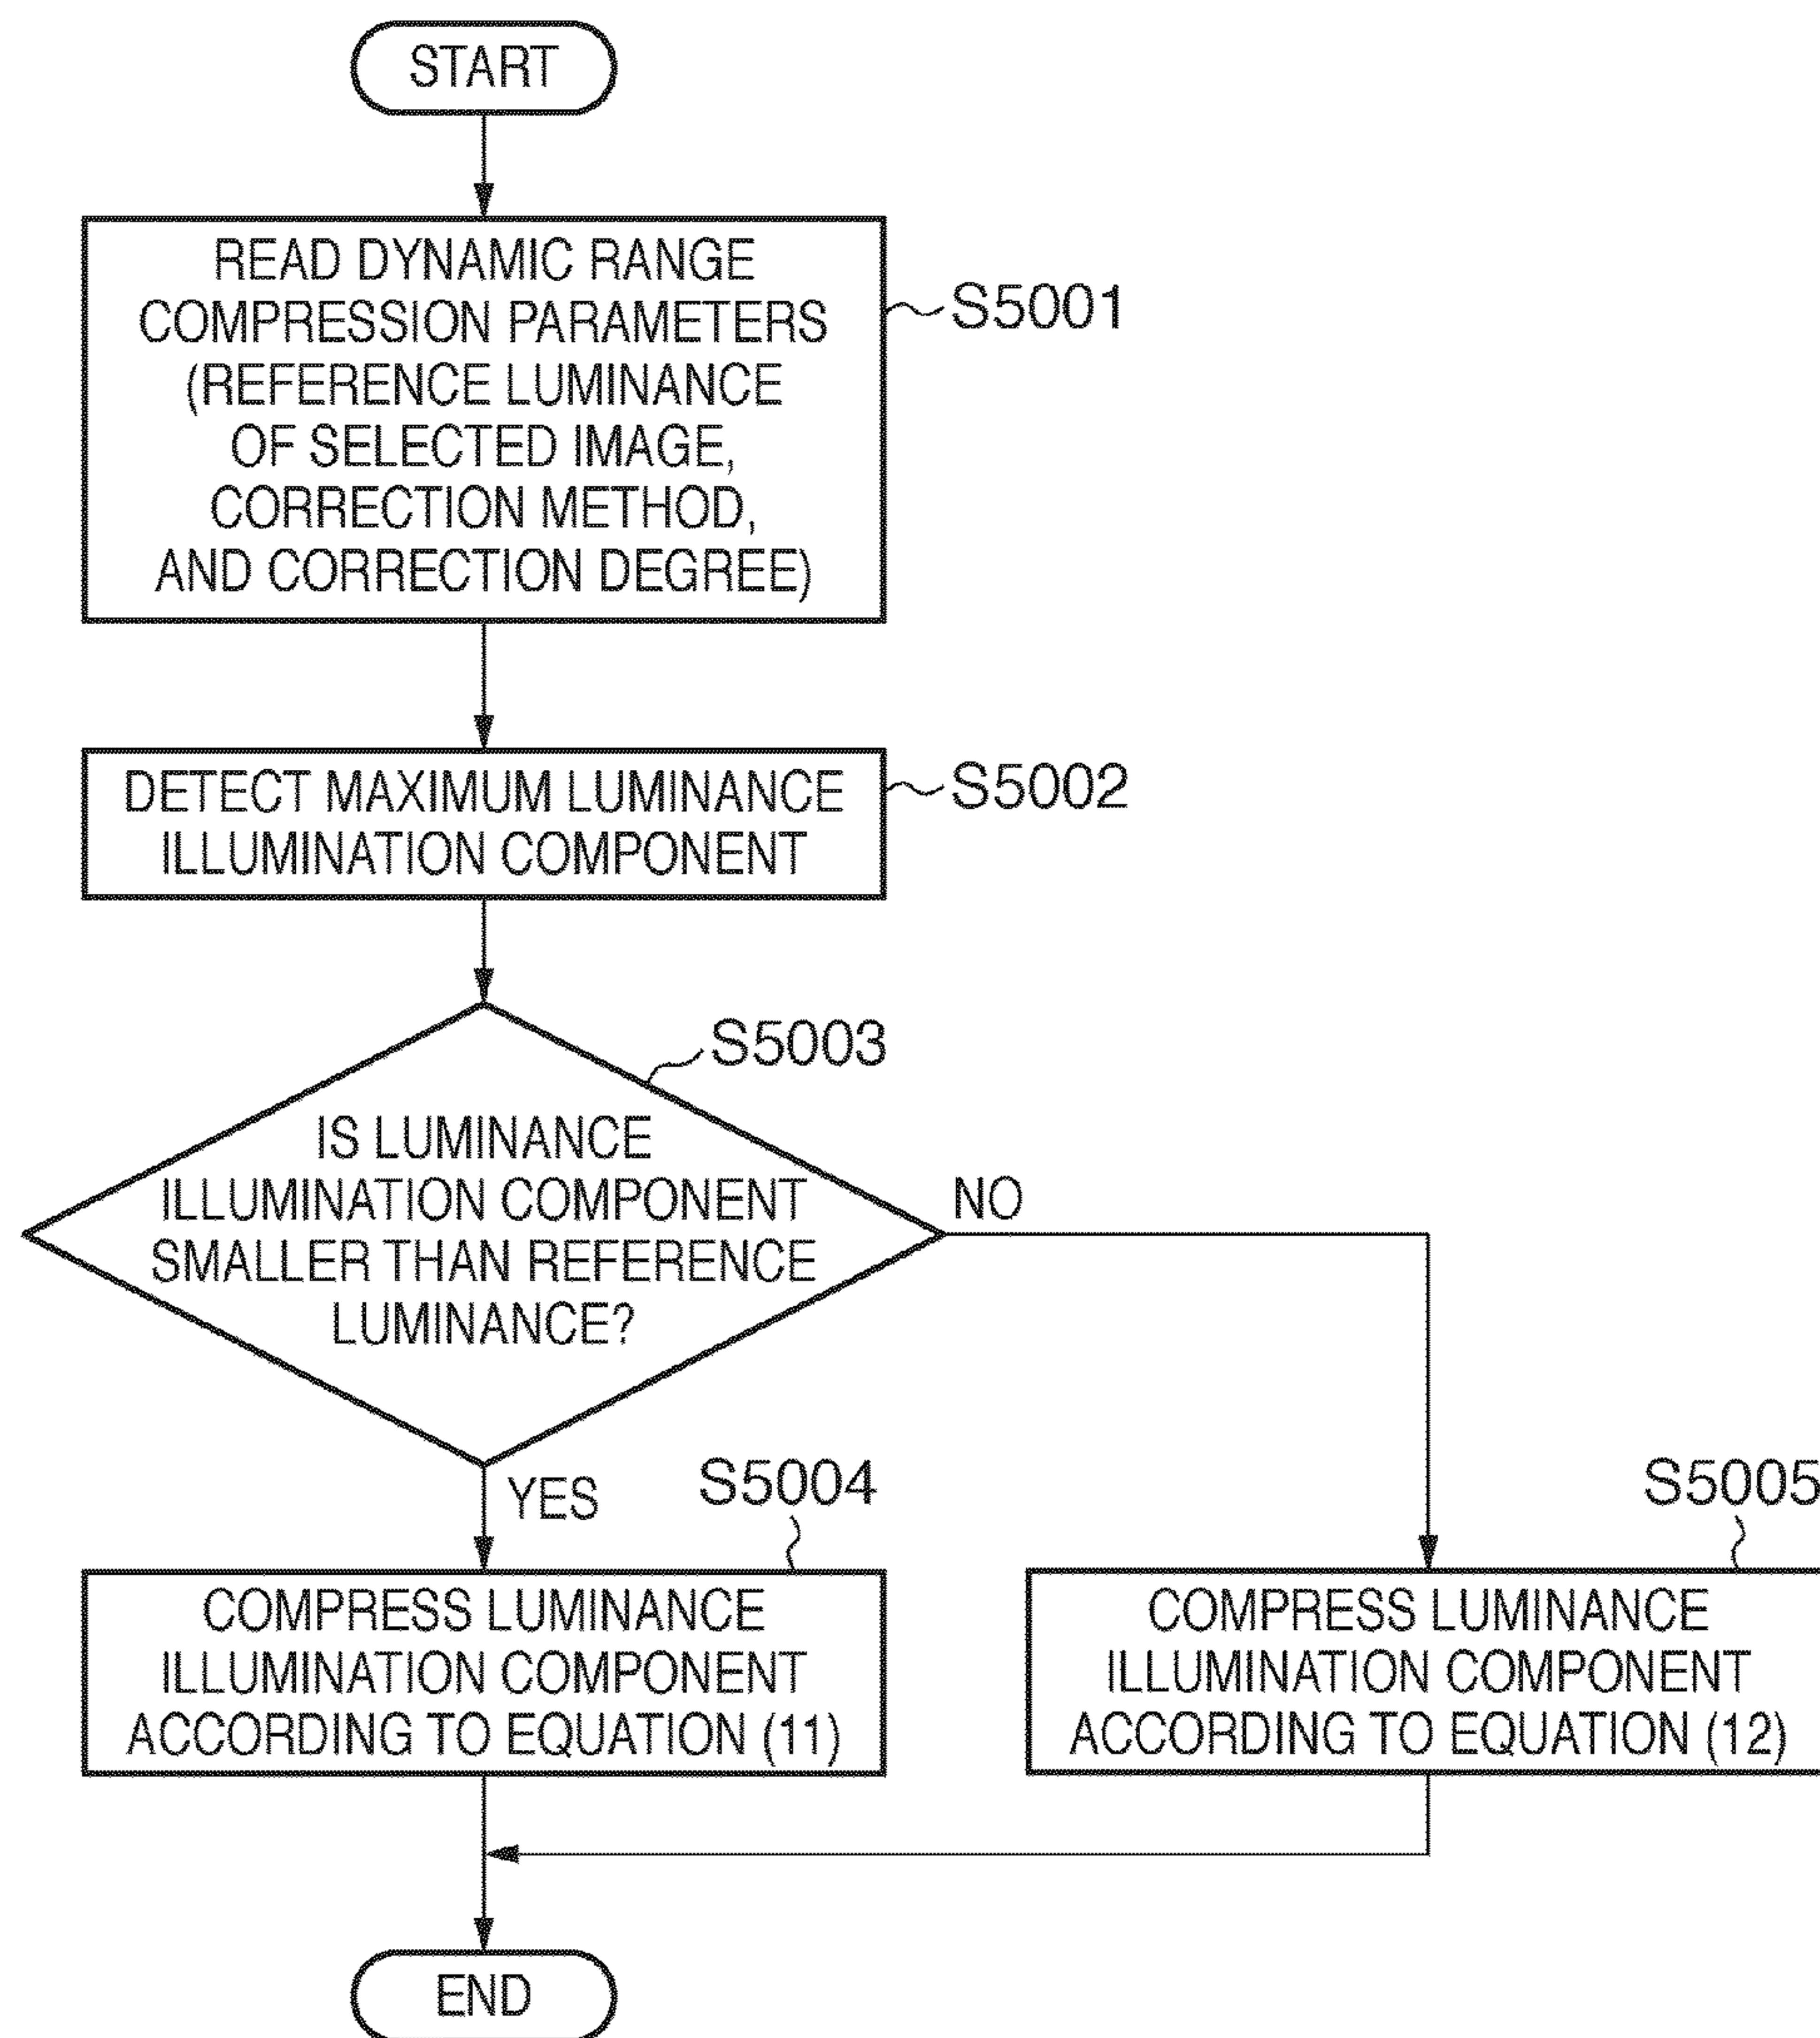 START
READ DYNAMIC RANGE
COMPRESSION PARAMETERS
(REFERENCE LUMINANCE
OF SELECTED IMAGE,
CORRECTION METHOD,
AND CORRECTION DEGREE)
S5001
DETECT MAXIMUM LUMINANCE
ILLUMINATION COMPONENT
S5002
S5003
IS LUMINANCE
ILLUMINATION COMPONENT
SMALLER THAN REFERENCE
LUMINANCE?
NO
YES
S5004
COMPRESS LUMINANCE
ILLUMINATION COMPONENT
ACCORDING TO EQUATION (11)
S5005
COMPRESS LUMINANCE
ILLUMINATION COMPONENT
ACCORDING TO EQUATION (12)
END